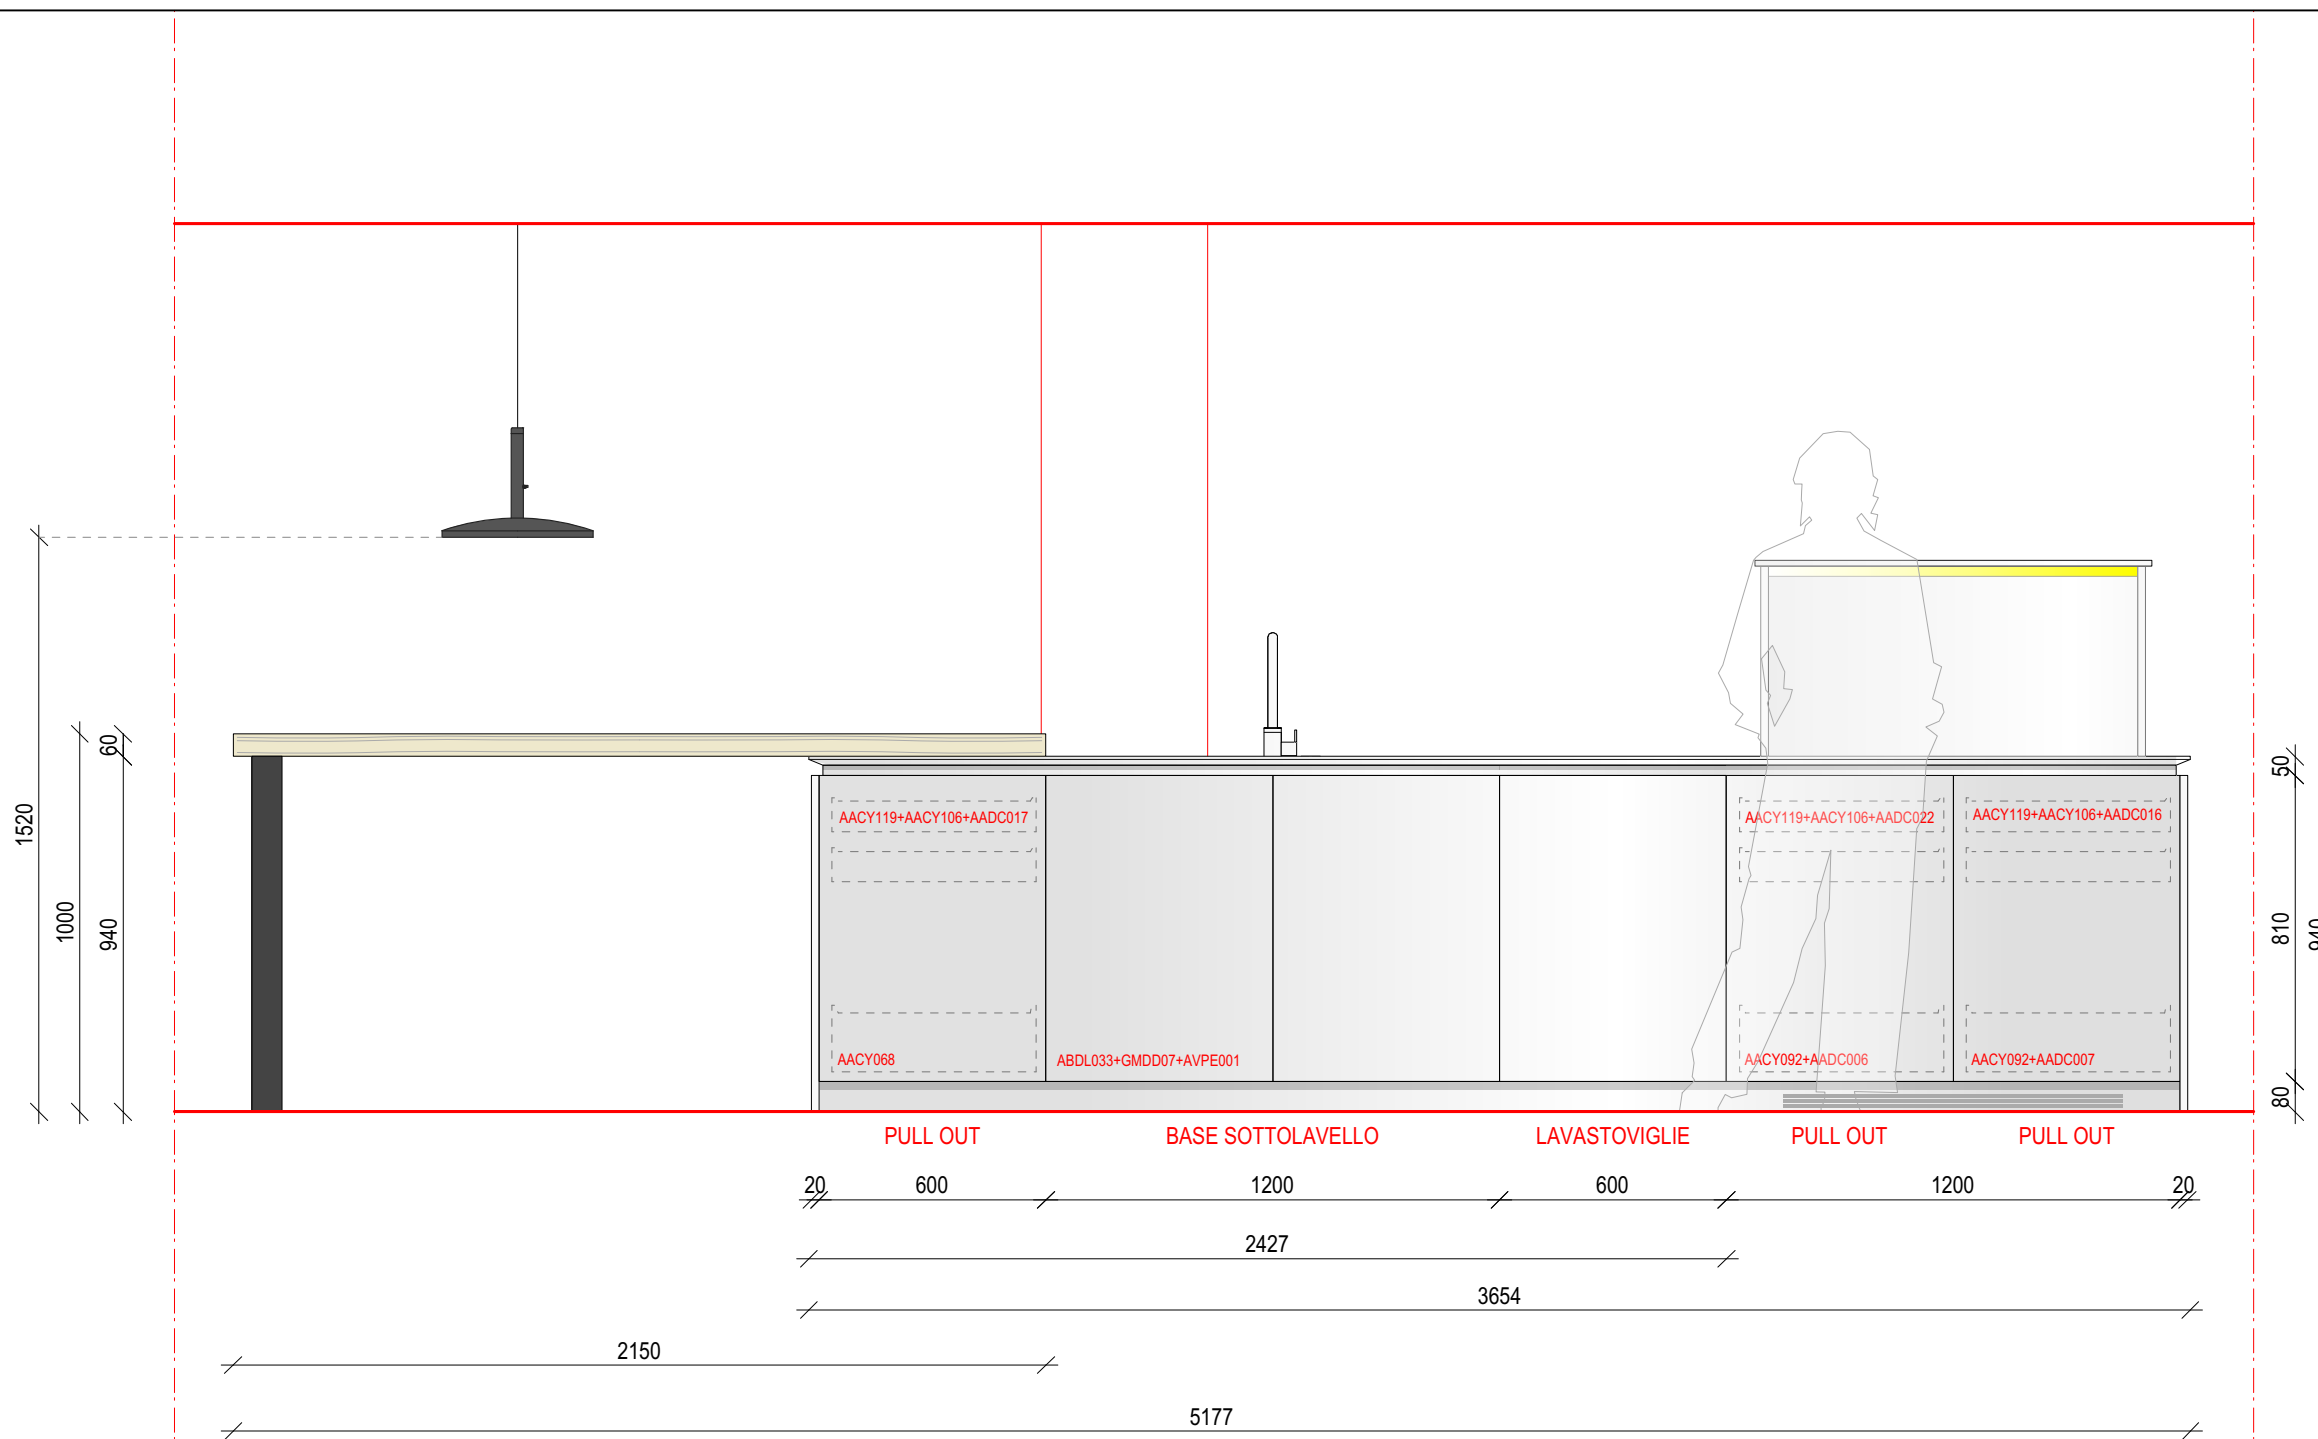 1520
1000
60
940
50
810
940
80
AACY119+AACY106+AADC017
AACY119+AACY106+AADC022
AACY119+AACY106+AADC016
AACY068
ABDL033+GMDD07+AVPE001
AACY092+AADC006
AACY092+AADC007
PULL OUT
BASE SOTTOLAVELLO
LAVASTOVIGLIE
PULL OUT
PULL OUT
20
600
1200
600
1200
20
2427
3654
2150
5177